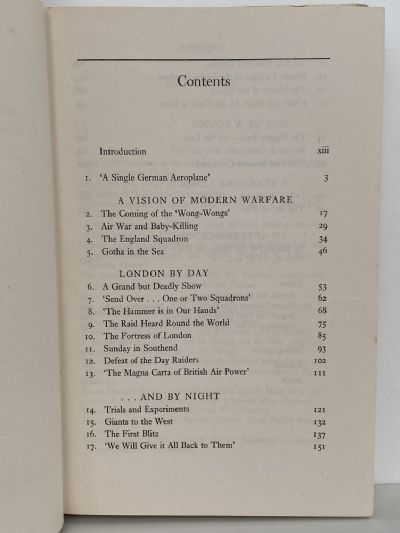 Contents
Introduction xiii
1. ‘A Single German Aeroplane’ 3
A VISION OF MODERN WARFARE
2. The Coming of the ‘Wong-Wongs’ 17
3. Air War and Baby-Killing 29
4. The England Squadron 34
5. Gotha in the Sea 46
LONDON BY DAY
6. A Grand but Deadly Show 53
7. ‘Send Over . . . One or Two Squadrons’ 62
8. ‘The Hammer is in Our Hands’ 68
9. The Raid Heard Round the World 75
10. The Fortress of London 85
11. Sunday in Southend 93
12. Defeat of the Day Raiders 102
13. ‘The Magna Carta of British Air Power’ 111
. . . AND BY NIGHT
14. Trials and Experiments 121
15. Giants to the West 132
16. The First Blitz 137
17. ‘We Will Give it All Back to Them’ 151